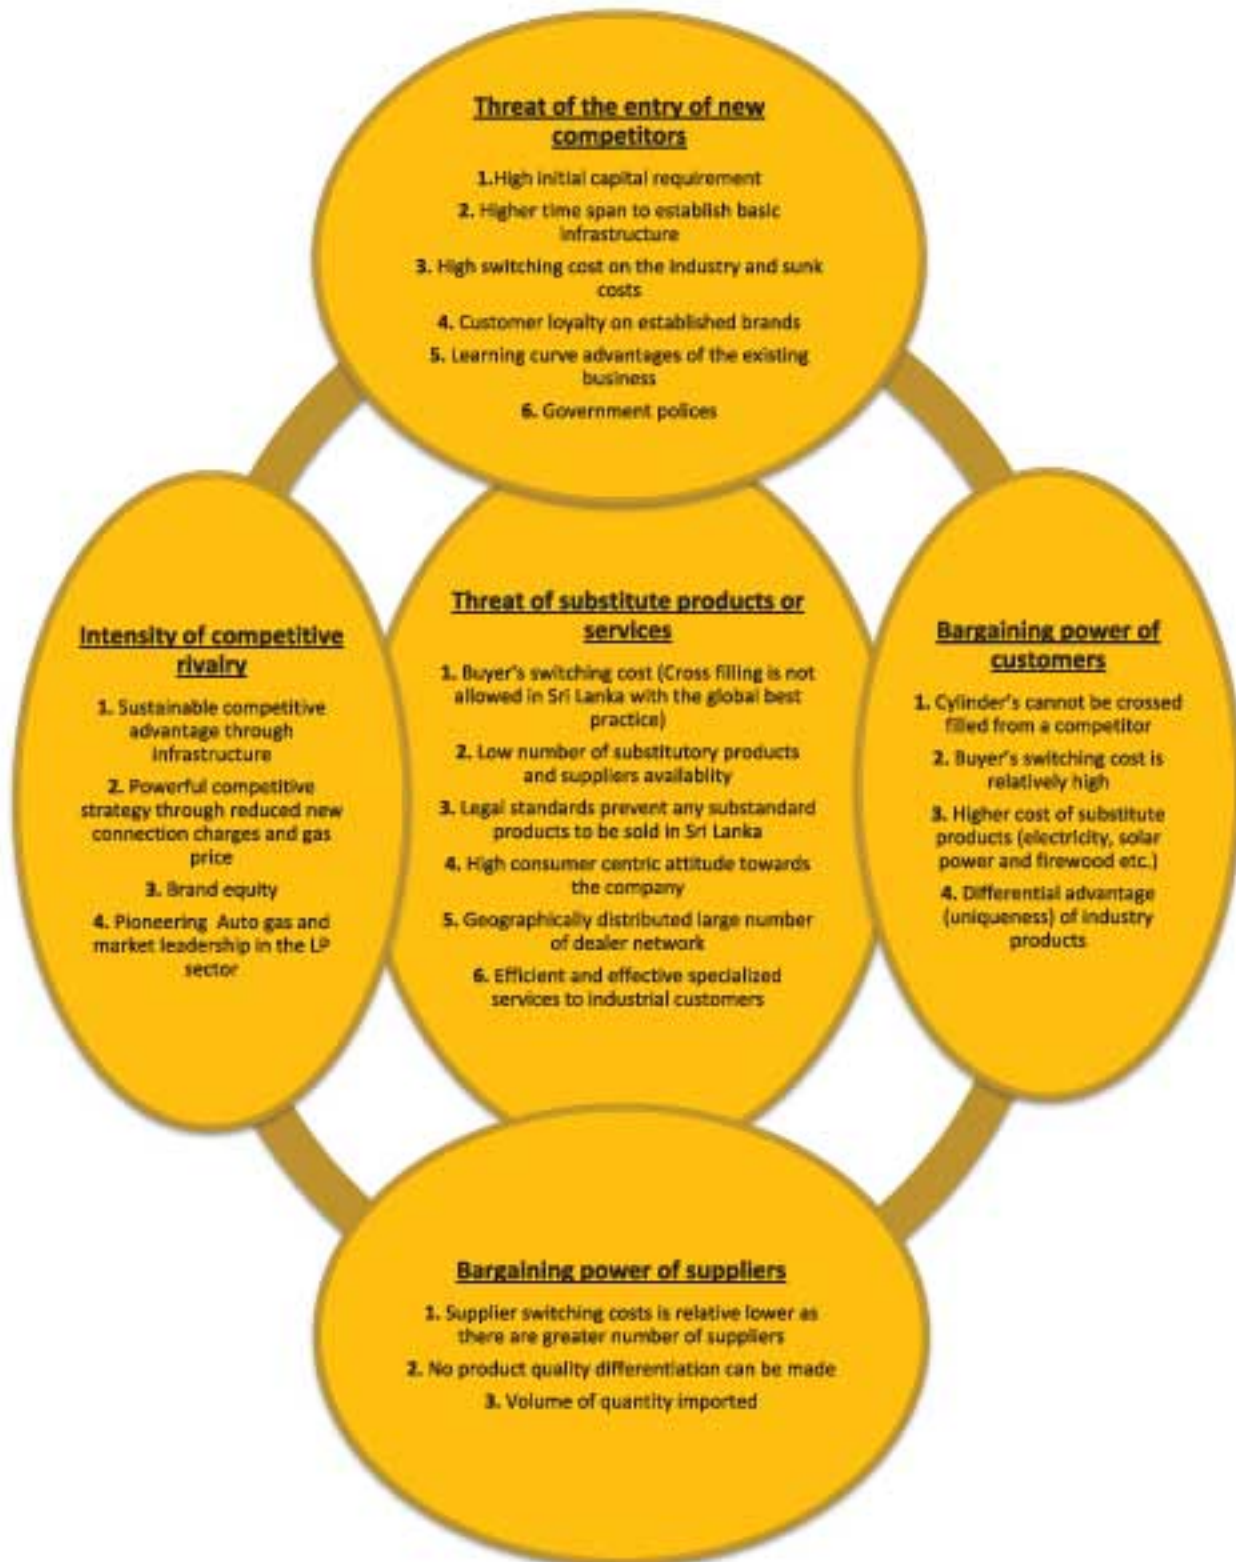 Threat of the entry of new
competitors
1.High initial capital requirement
2. Higher time span to establish basic
infrastructure
3. High switching cost on the industry and sunk
costs
4. Customer loyalty on established brands
5. Learning curve advantages of the existing
business
6. Government polices
Intensity of competitive
rivalry
1. Sustainable competitive
advantage through
infrastructure
2. Powerful competitive
strategy through reduced new
connection charges and gas
price
3. Brand equity
4. Pioneering Auto gas and
market leadership in the LP
sector
Threat of substitute products or
services
1. Buyer's switching cost (Cross filling is not
allowed in Sri Lanka with the global best
practice)
2. Low number of substitutory products
and suppliers availablity
3. Legal standards prevent any substandard
products to be sold in Sri Lanka
4. High consumer centric attitude towards
the company
5. Geographically distributed large number
of dealer network
6. Efficient and effective specialized
services to industrial customers
Bargaining power of
customers
1. Cylinder's cannot be crossed
filled from a competitor
2. Buyer's switching cost is
relatively high
3. Higher cost of substitute
products (electricity, solar
power and firewood etc.)
4. Differential advantage
(uniqueness) of industry
products
Bargaining power of suppliers
1. Supplier switching costs is relative lower as
there are greater number of suppliers
2. No product quality differentiation can be made
3. Volume of quantity imported